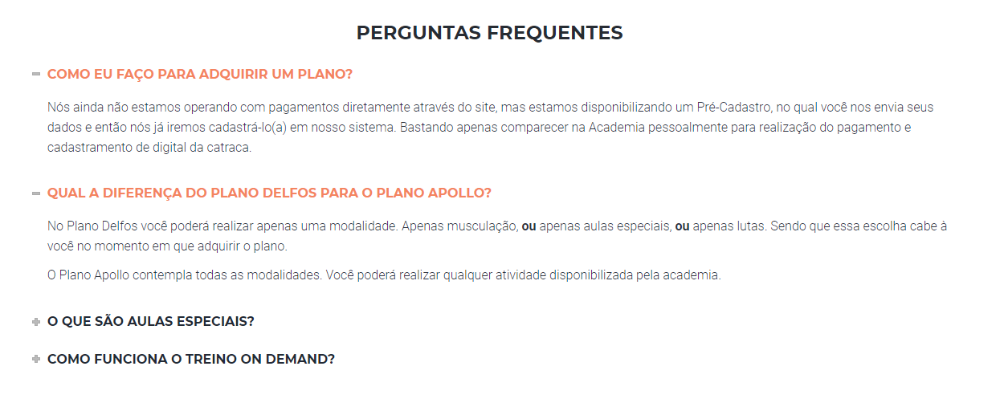 PERGUNTAS FREQUENTES
COMO EU FAÇO PARA ADQUIRIR UM PLANO?
Nós ainda não estamos operando com pagamentos diretamente através do site, mas estamos disponibilizando um Pré-Cadastro, no qual você nos envia seus
dados e então nós já iremos cadastrá-lo(a) em nosso sistema. Bastando apenas comparecer na Academia pessoalmente para realização do pagamento e
cadastramento de digital da catraca.
QUAL A DIFERENÇA DO PLANO DELFOS PARA O PLANO APOLLO?
No Plano Delfos você poderá realizar apenas uma modalidade. Apenas musculação, ou apenas aulas especiais, ou apenas lutas. Sendo que essa escolha cabe à
você no momento em que adquirir o plano.
O Plano Apollo contempla todas as modalidades. Você poderá realizar qualquer atividade disponibilizada pela academia.
O QUE SÃO AULAS ESPECIAIS?
COMO FUNCIONA O TREINO ON DEMAND?